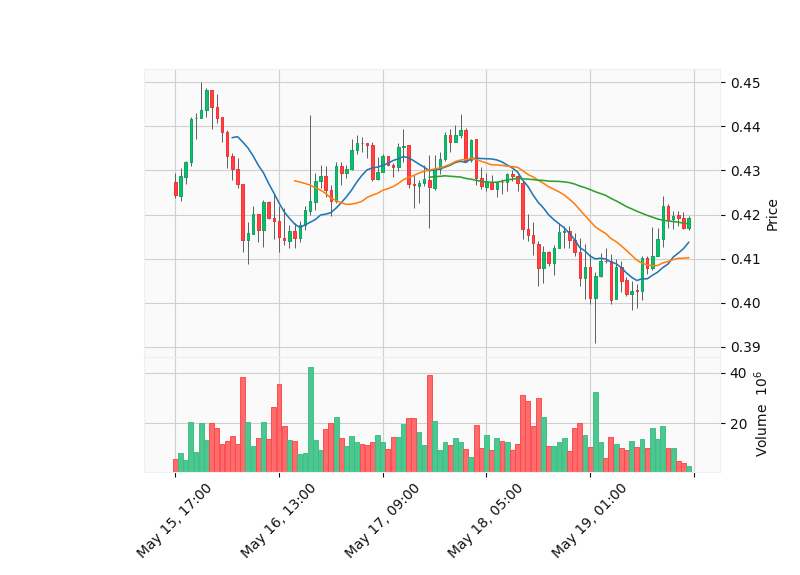 0.45
0.44
0.43
0.42
0.41
0.40
0.39
Price
40
20
Volume 10⁶
May 15, 17:00
May 16, 13:00
May 17, 09:00
May 18, 05:00
May 19, 01:00